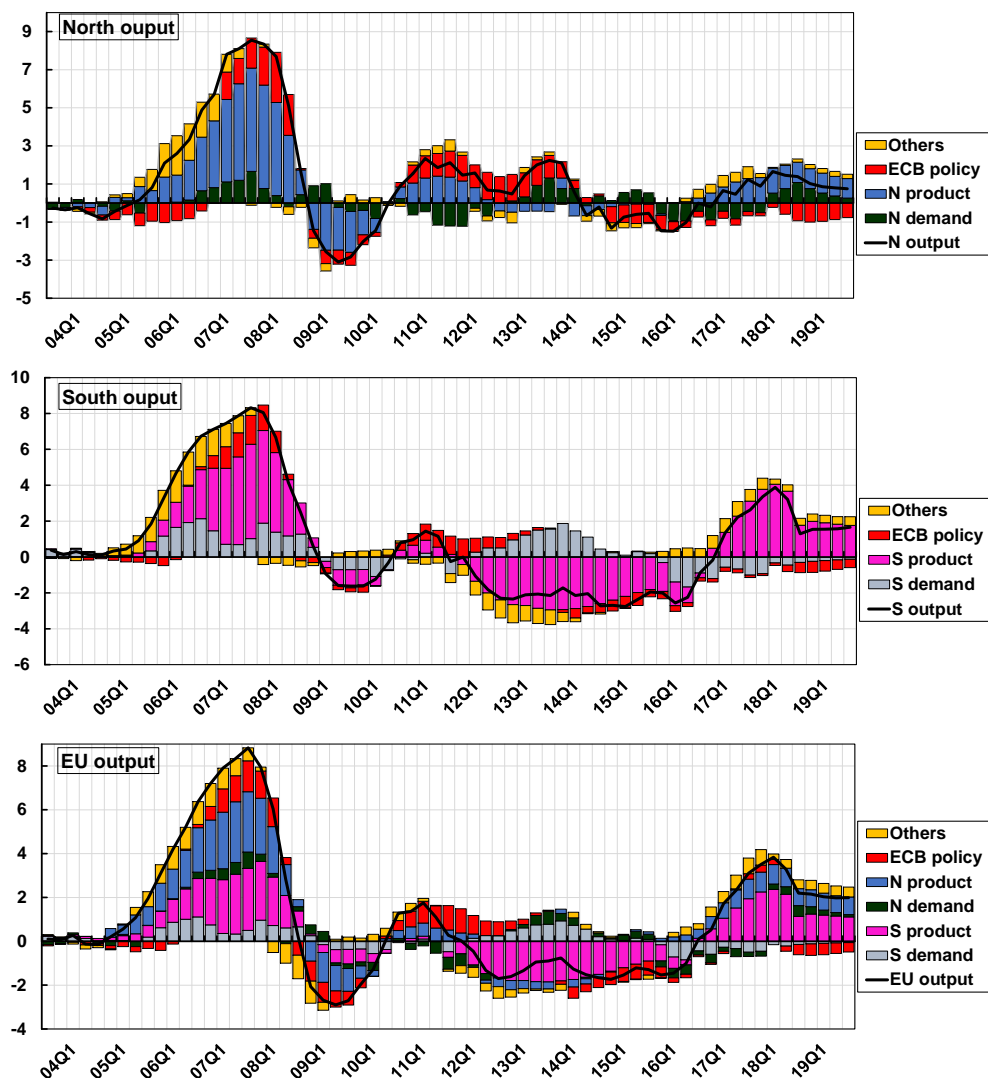 North ouput
9
7
5
3
1
-1
-3
-5
04Q1 05Q1 06Q1 07Q1 08Q1 09Q1 10Q1 11Q1 12Q1 13Q1 14Q1 15Q1 16Q1 17Q1 18Q1 19Q1
Others
ECB policy
N product
N demand
N output
South ouput
10
8
6
4
2
0
-2
-4
-6
04Q1 05Q1 06Q1 07Q1 08Q1 09Q1 10Q1 11Q1 12Q1 13Q1 14Q1 15Q1 16Q1 17Q1 18Q1 19Q1
Others
ECB policy
S product
S demand
S output
EU output
8
6
4
2
0
-2
-4
04Q1 05Q1 06Q1 07Q1 08Q1 09Q1 10Q1 11Q1 12Q1 13Q1 14Q1 15Q1 16Q1 17Q1 18Q1 19Q1
Others
ECB policy
N product
N demand
S product
S demand
EU output